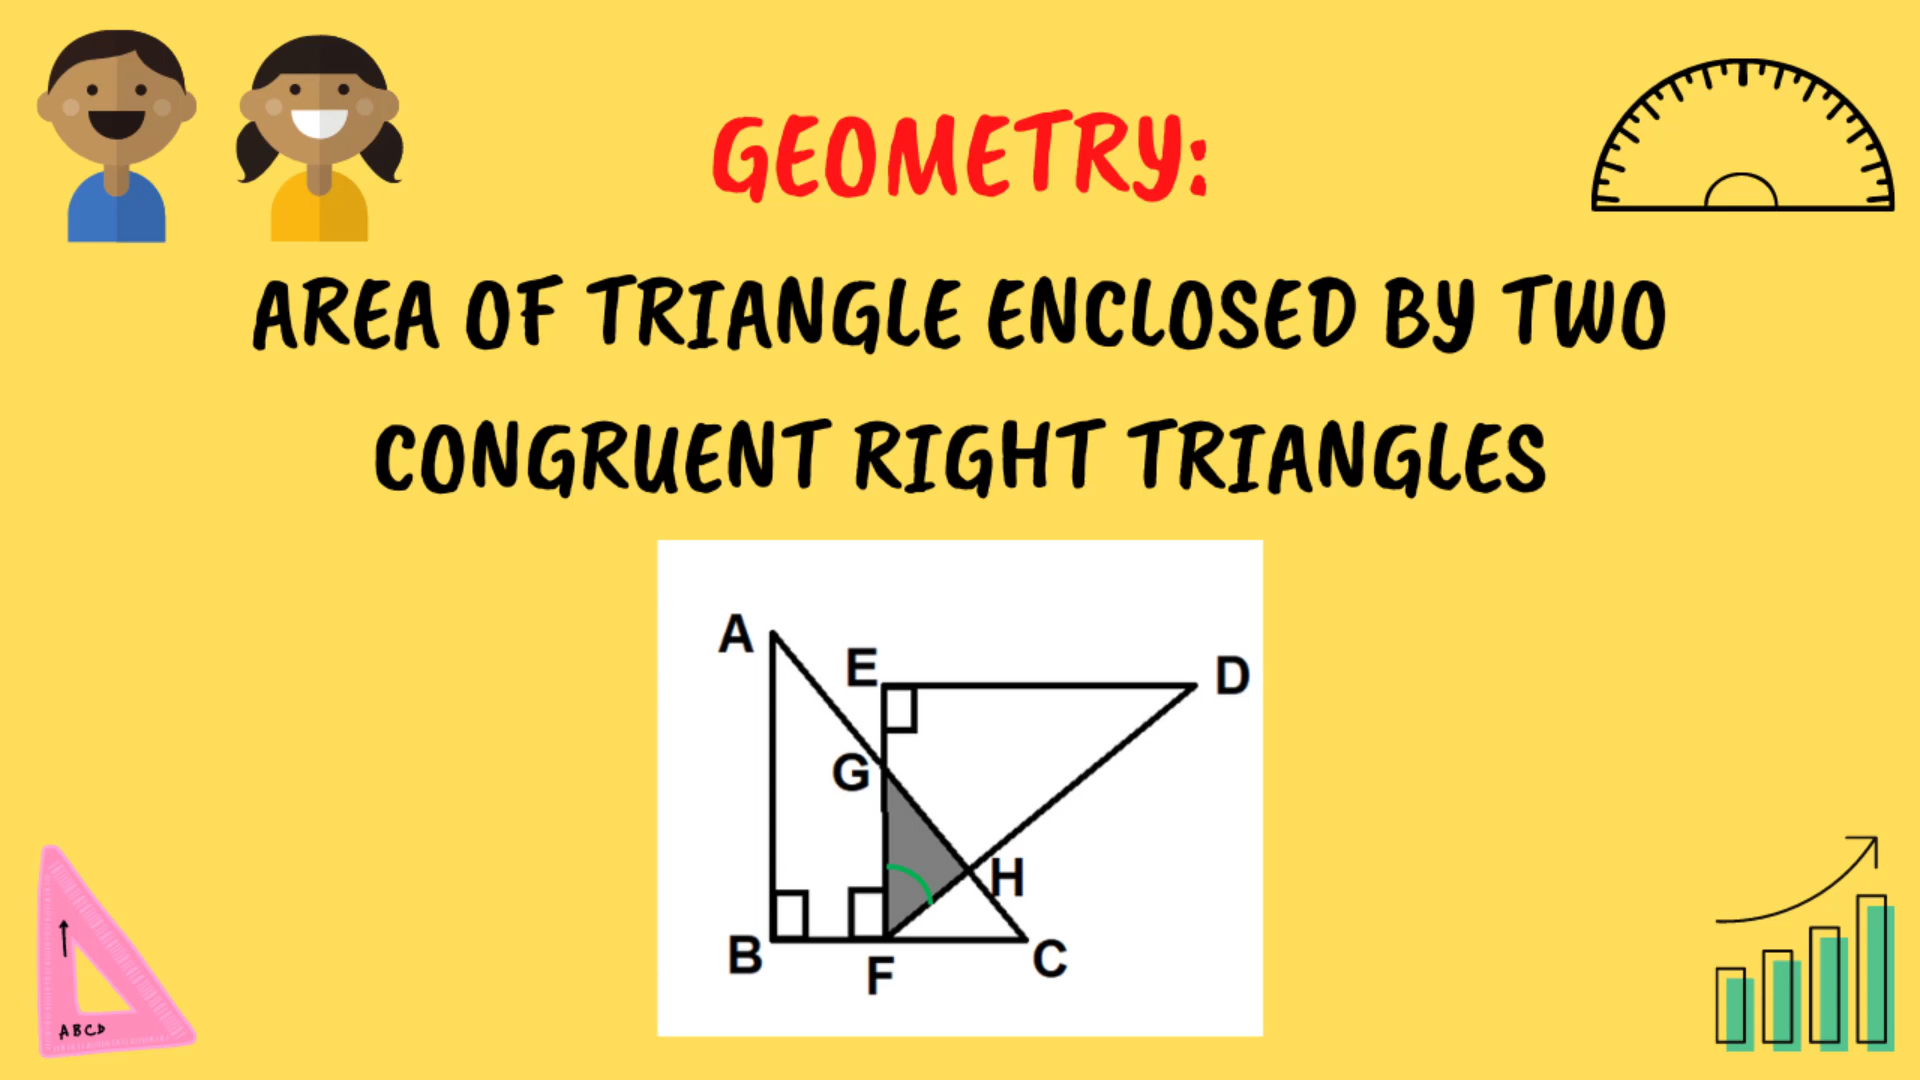 GEOMETRY:
AREA OF TRIANGLE ENCLOSED BY TWO
CONGRUENT RIGHT TRIANGLES
A
E
D
G
H
B
F
C
ABCD